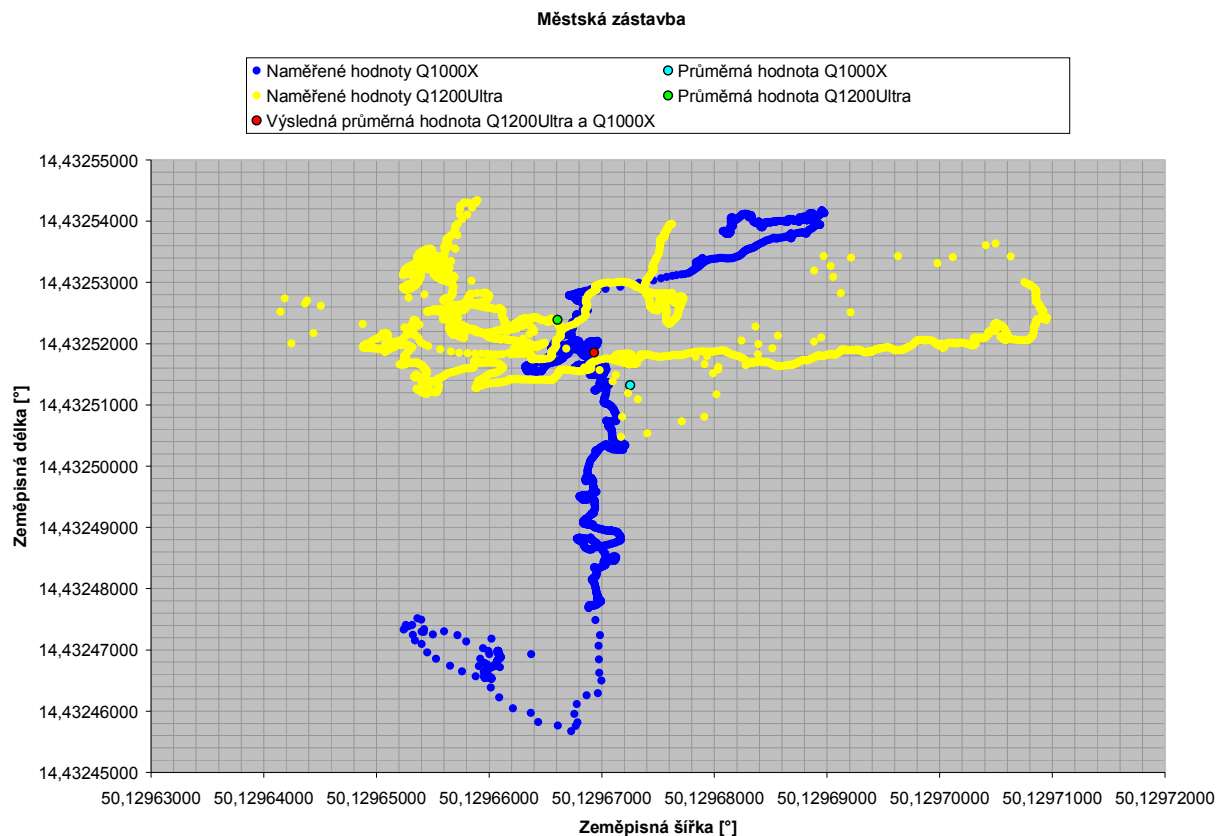 Městská zástavba
Naměřené hodnoty Q1000X
Průměrná hodnota Q1000X
Naměřené hodnoty Q1200Ultra
Průměrná hodnota Q1200Ultra
Výsledná průměrná hodnota Q1200Ultra a Q1000X
14,43255000
14,43254000
14,43253000
14,43252000
14,43251000
14,43250000
14,43249000
14,43248000
14,43247000
14,43246000
14,43245000
Zeměpisná délka [°]
50,12963000 50,12964000 50,12965000 50,12966000 50,12967000 50,12968000 50,12969000 50,12970000 50,12971000 50,12972000
Zeměpisná šířka [°]